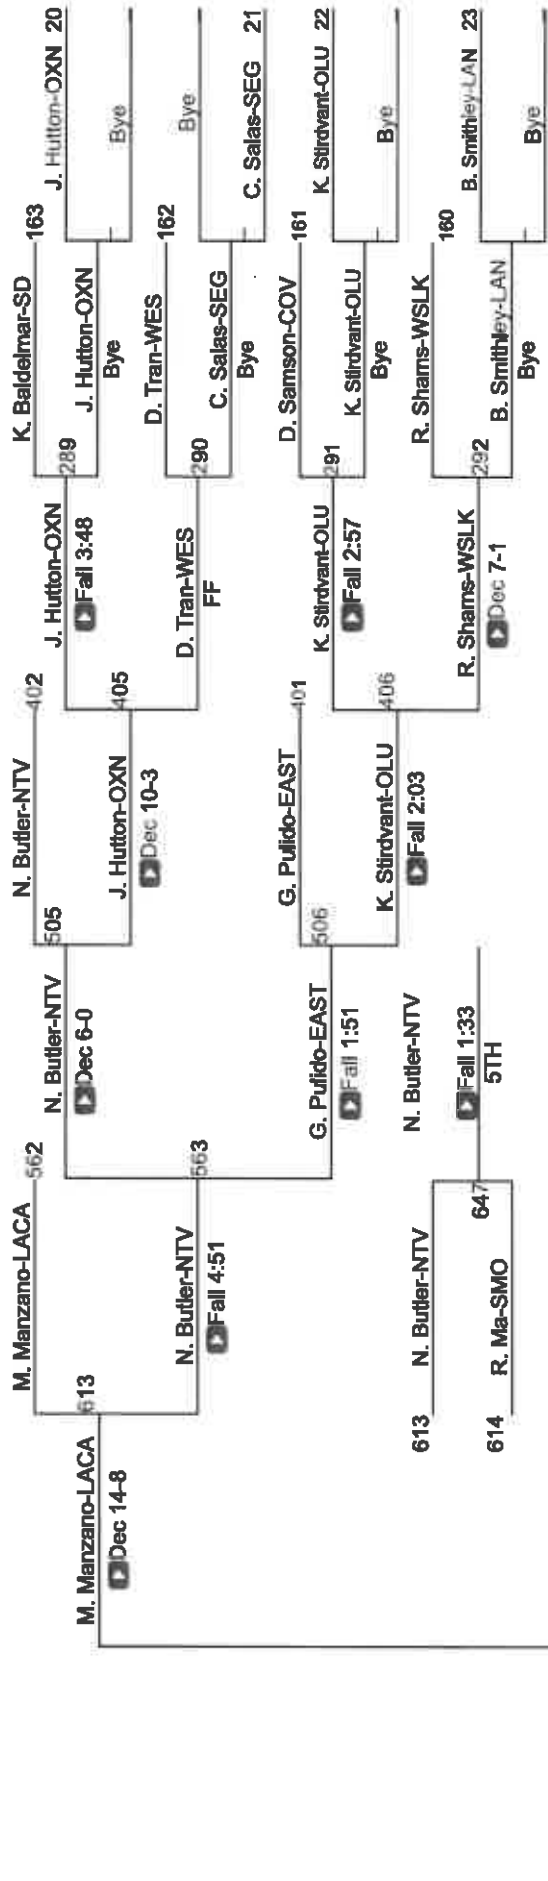 M. Manzano-LACA
Dec 14-8
M. Manzano-LACA 562
613
N. Butler-NTV
Fall 4:51
563
N. Butler-NTV
Dec 6-0
N. Butler-NTV 402
505
J. Hutton-OXN
Dec 10-3
405
J. Hutton-OXN
Fall 3:48
K. Baldelmar-SD 163
289
J. Hutton-OXN
Bye
J. Hutton-OXN 20
Bye
D. Tran-WES
FF
D. Tran-WES 162
290
C. Salas-SEG
Bye
Bye
C. Salas-SEG 21
G. Pulido-EAST
Fall 1:51
G. Pulido-EAST 401
506
K. Stirdvant-OLU
Fall 2:03
406
K. Stirdvant-OLU
Fall 2:57
D. Samson-COV 161
291
K. Stirdvant-OLU
Bye
K. Stirdvant-OLU 22
Bye
R. Shams-WSLK
Dec 7-1
R. Shams-WSLK 160
292
B. Smithley-LAN
Bye
B. Smithley-LAN 23
Bye
613 N. Butler-NTV
614 R. Ma-SMO
647
N. Butler-NTV
Fall 1:33
5TH